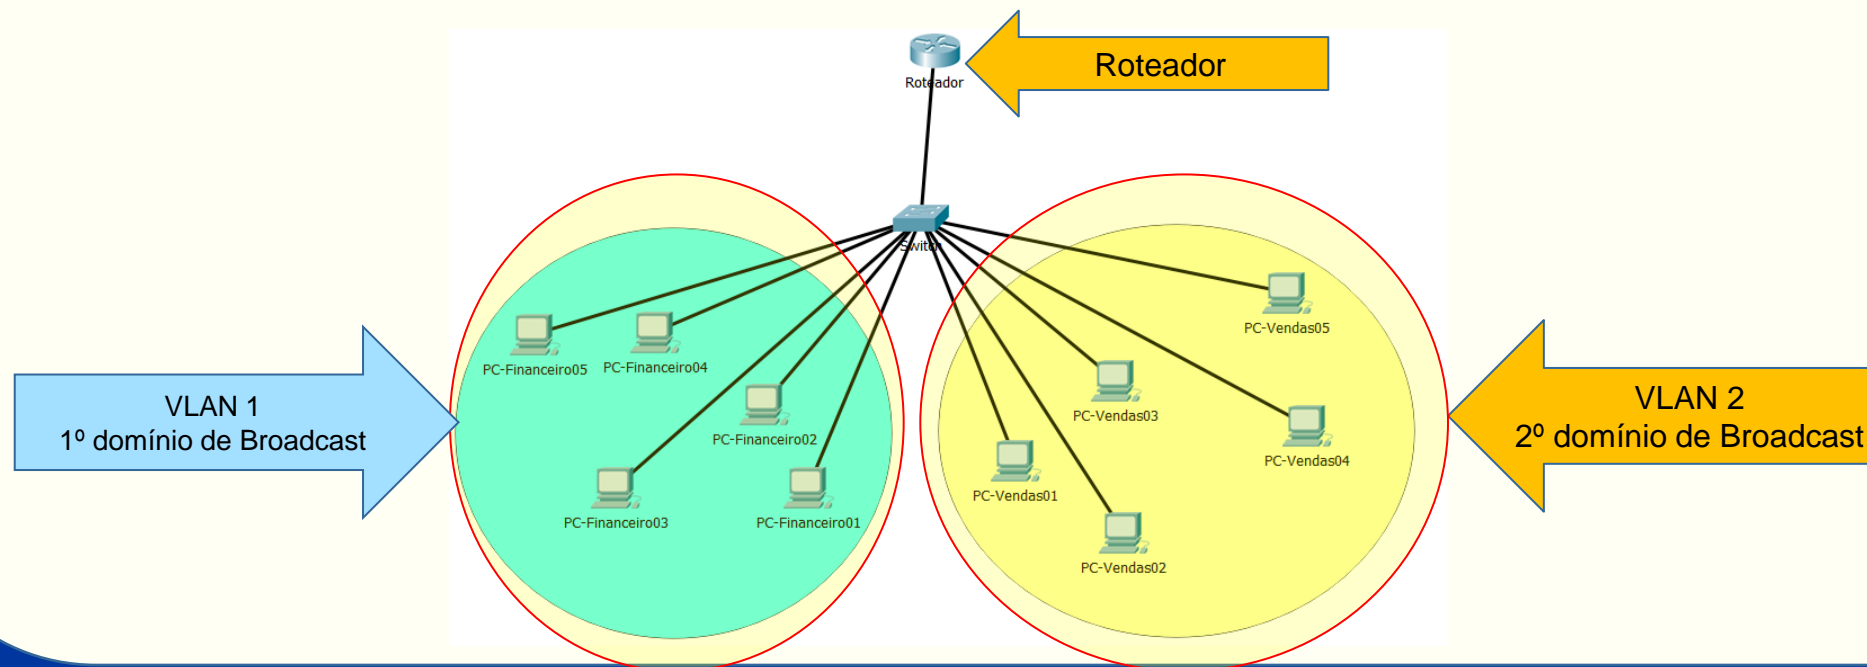 Roteador
Roteador
Switch
PC-Vendas05
PC-Financeiro05
PC-Financeiro04
PC-Vendas03
VLAN 1
1º domínio de Broadcast
VLAN 2
2º domínio de Broadcast
PC-Financeiro02
PC-Vendas04
PC-Vendas01
PC-Financeiro03
PC-Financeiro01
PC-Vendas02